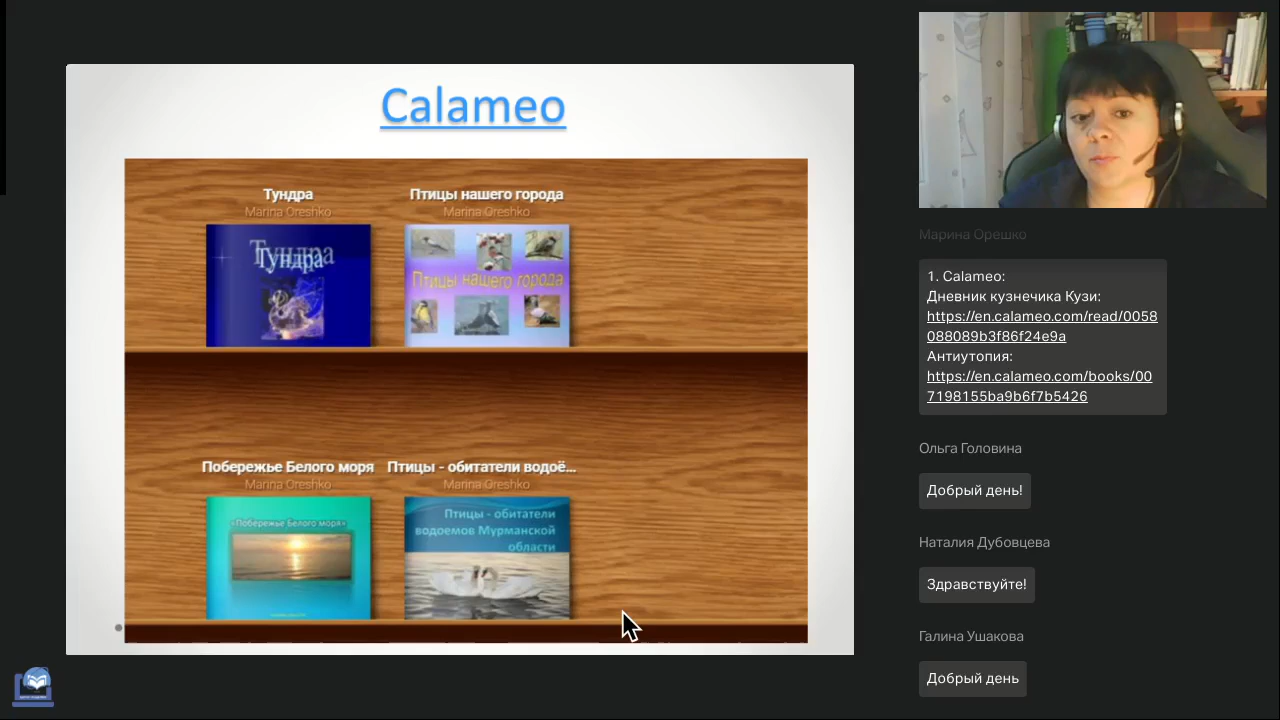 Calameo
Тундра
Marina Oreshko
Тундра
Тундра
Птицы нашего города
Marina Oreshko
Птицы нашего города
Побережье Белого моря
Marina Oreshko
«Побережье Белого моря»
Птицы - обитатели водоё...
Marina Oreshko
Птицы - обитатели
водоемов Мурманской
области
Марина Орешко
1. Calameo:
Дневник кузнечика Кузи:
https://en.calameo.com/read/0058
088089b3f86f24e9a
Антиутопия:
https://en.calameo.com/books/00
7198155ba9b6f7b5426
Ольга Головина
Добрый день!
Наталия Дубовцева
Здравствуйте!
Галина Ушакова
Добрый день